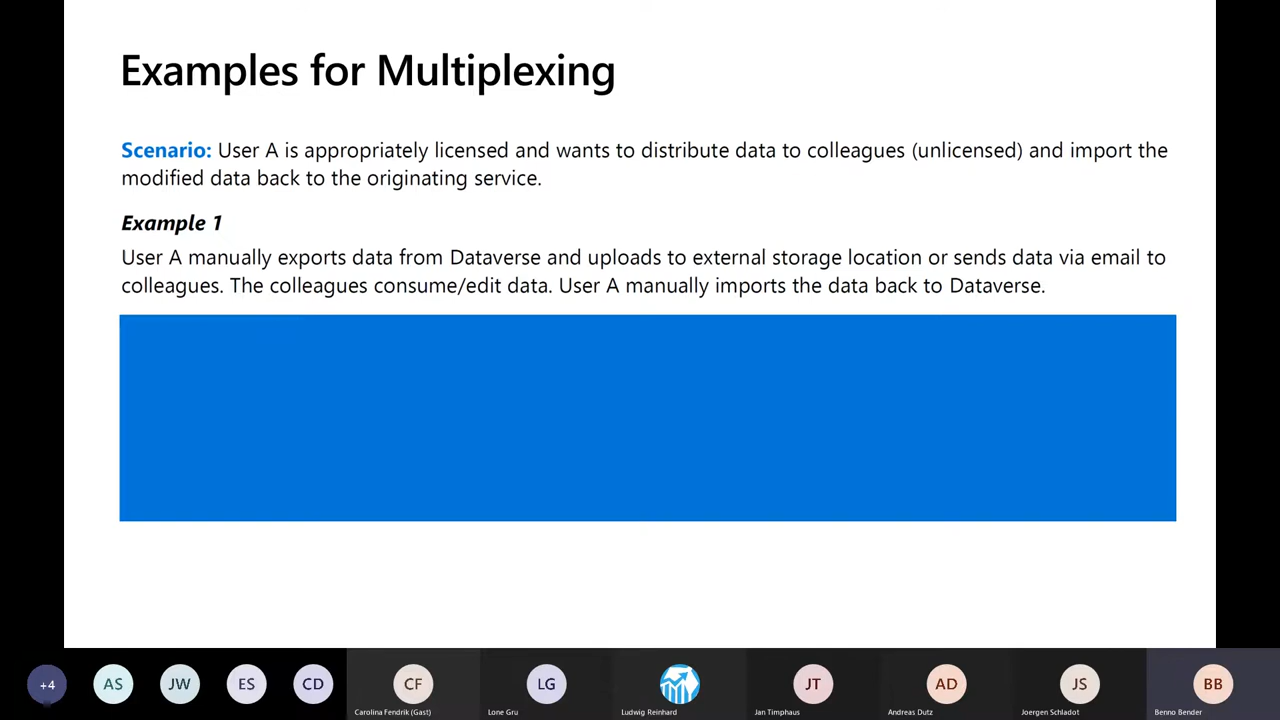 Examples for Multiplexing
Scenario: User A is appropriately licensed and wants to distribute data to colleagues (unlicensed) and import the
modified data back to the originating service.
Example 1
User A manually exports data from Dataverse and uploads to external storage location or sends data via email to
colleagues. The colleagues consume/edit data. User A manually imports the data back to Dataverse.
+4
AS
JW
ES
CD
CF
LG
JT
AD
JS
BB
Carolina Fendrik (Gast)
Lone Gru
Ludwig Reinhard
Jan Timphaus
Andreas Dutz
Joergen Schladot
Benno Bender